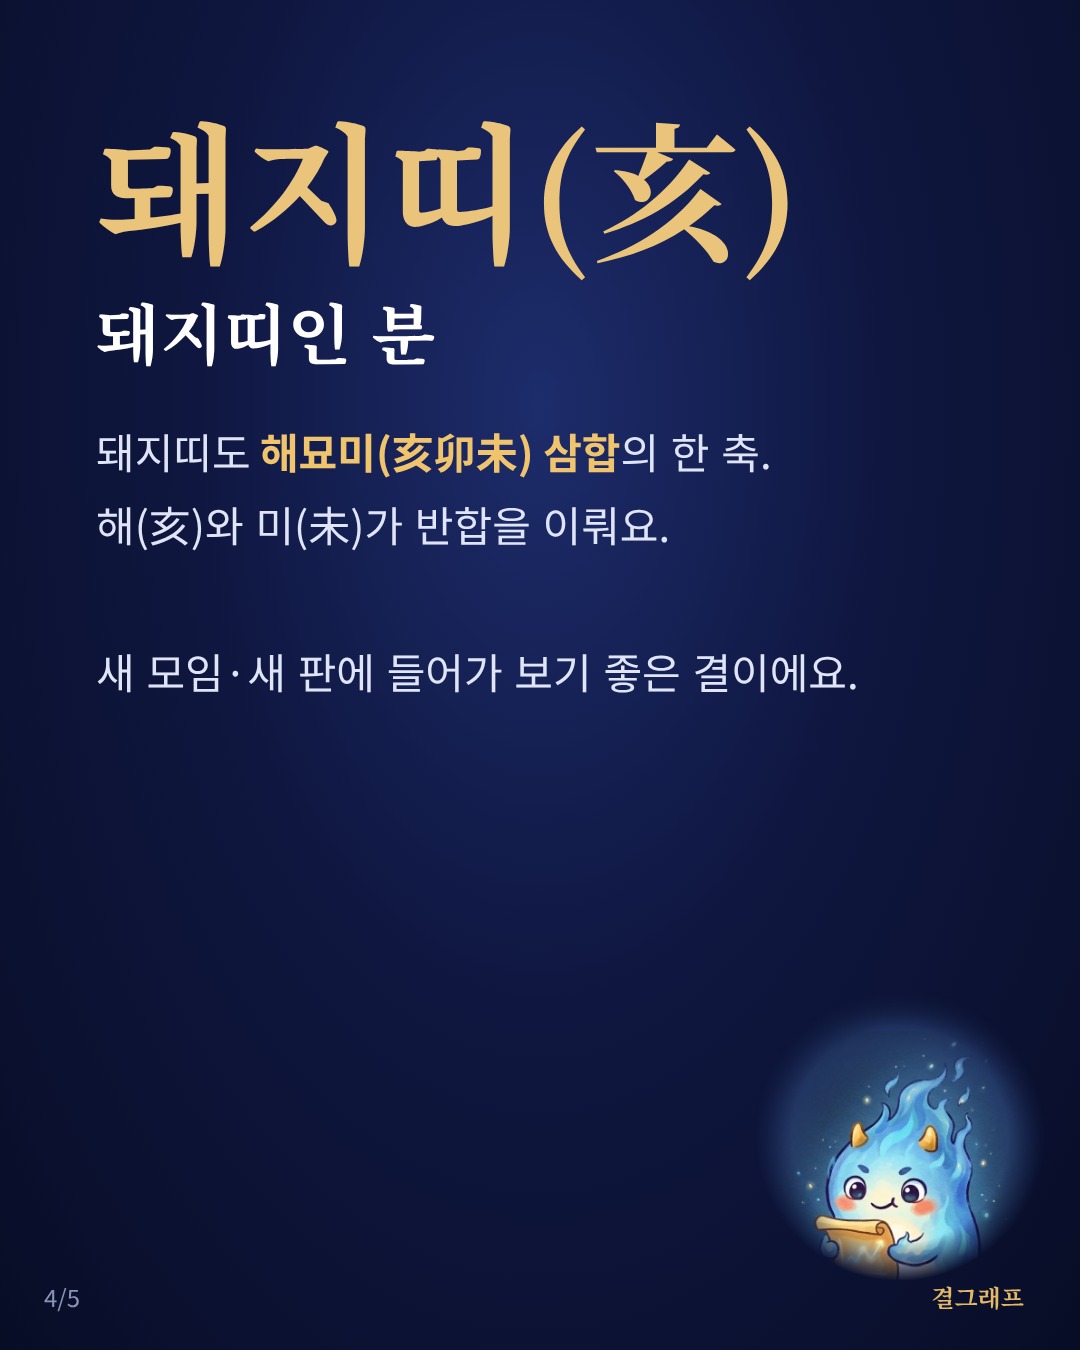 돼지띠(亥)
돼지띠인 분
돼지띠도 해묘미(亥卯未) 삼합의 한 축.
해(亥)와 미(未)가 반합을 이뤄요.
새 모임·새 판에 들어가 보기 좋은 결이에요.
4/5
결그래프